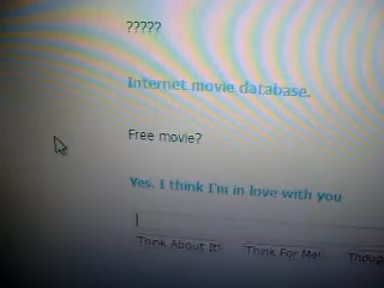 ?????
Internet movie database.
Free movie?
Yes, I think I'm in love with you
Think About It!
Think For Me!